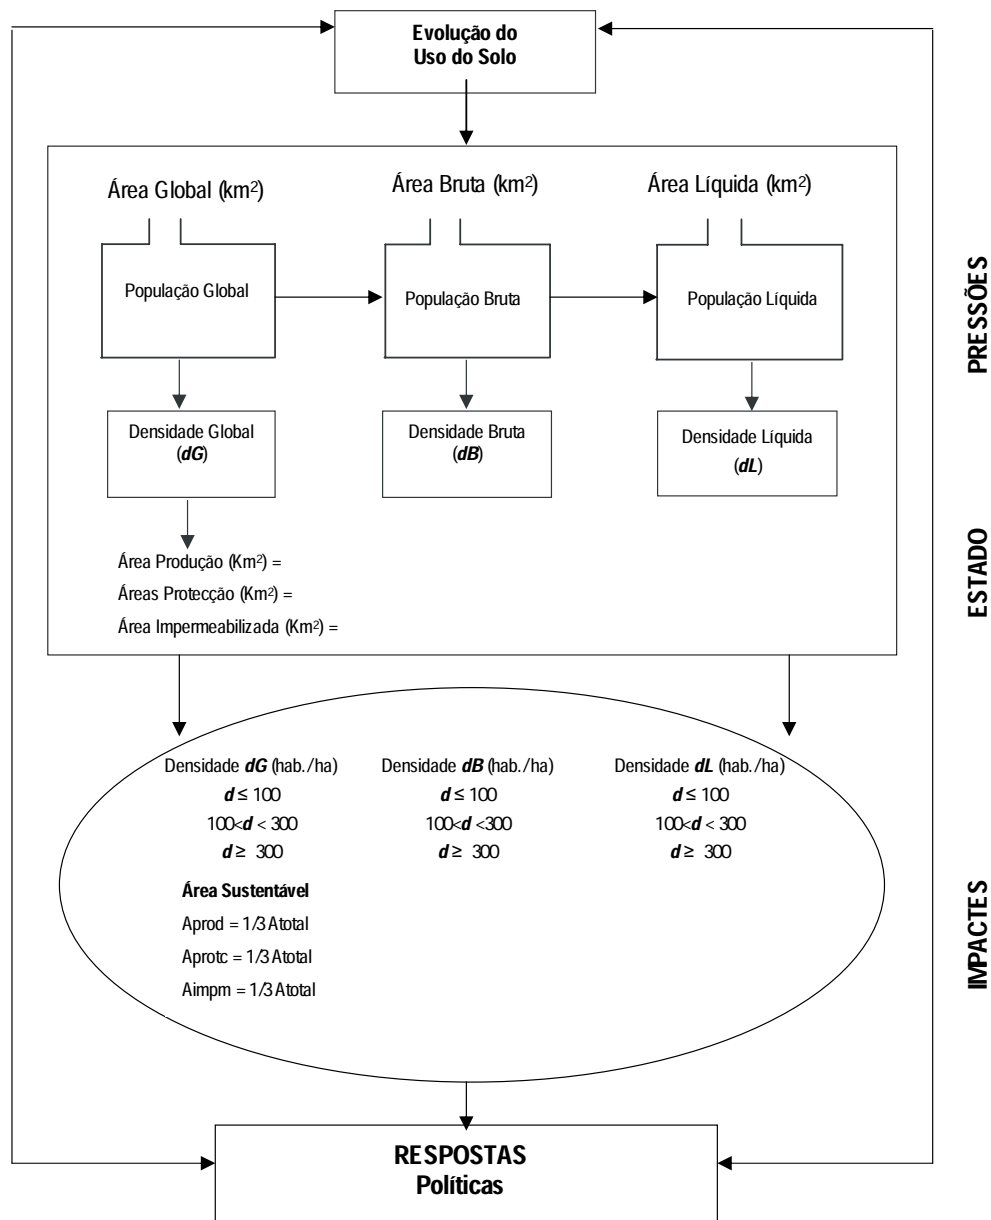 Evolução do
Uso do Solo
Área Global (km²)
Área Bruta (km²)
Área Líquida (km²)
População Global
População Bruta
População Líquida
PRESSÕES
Densidade Global
(dG)
Densidade Bruta
(dB)
Densidade Líquida
(dL)
Área Produção (Km²) =
Áreas Protecção (Km²) =
Área Impermeabilizada (Km²) =
ESTADO
Densidade dG (hab./ha)
d ≤ 100
100<d < 300
d ≥ 300
Densidade dB (hab./ha)
d ≤ 100
100<d <300
d ≥ 300
Densidade dL (hab./ha)
d ≤ 100
100<d < 300
d ≥ 300
Área Sustentável
Aprod = 1/3 Atotal
Aprotc = 1/3 Atotal
Aimpm = 1/3 Atotal
IMPACTES
RESPOSTAS
Políticas